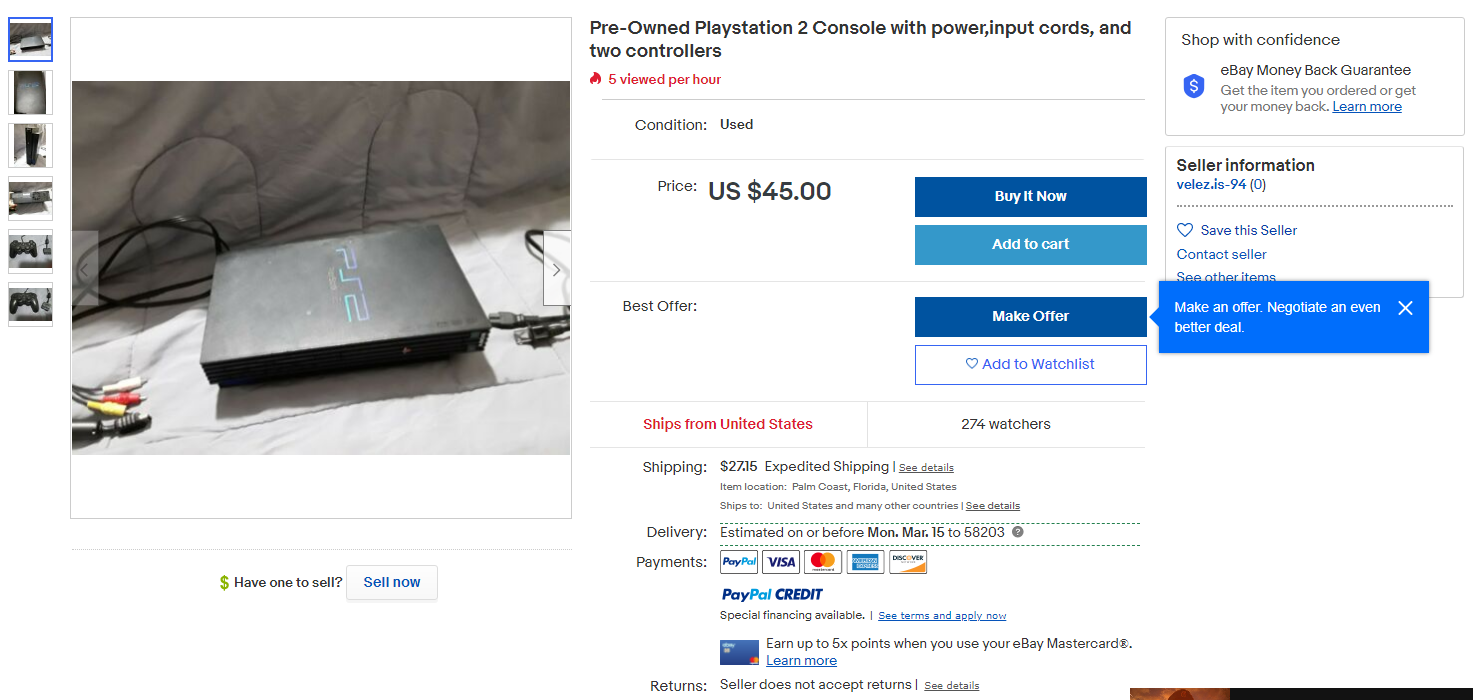 Pre-Owned Playstation 2 Console with power,input cords, and
two controllers
5 viewed per hour
Condition: Used
Price: US $45.00
Buy It Now
Add to cart
Best Offer:
Make Offer
Add to Watchlist
Ships from United States
274 watchers
Shipping: $27.15 Expedited Shipping | See details
Item location: Palm Coast, Florida, United States
Ships to: United States and many other countries | See details
Delivery: Estimated on or before Mon. Mar. 15 to 58203 ?
Payments: PayPal VISA mastercard AMERICAN EXPRESS DISCOVER
PayPal CREDIT
Special financing available. | See terms and apply now
ebay
Earn up to 5x points when you use your eBay Mastercard®.
Learn more
Returns: Seller does not accept returns | See details
PS2
$ Have one to sell? Sell now
Shop with confidence
$
eBay Money Back Guarantee
Get the item you ordered or get
your money back. Learn more
Seller information
velez.is-94 (0)
Save this Seller
Contact seller
See other items
Make an offer. Negotiate an even
better deal.